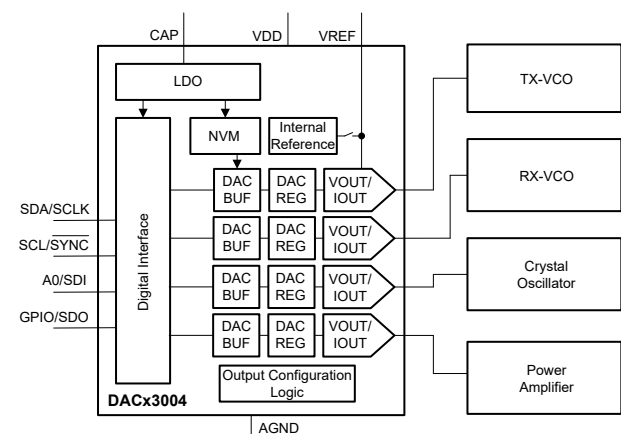 CAP
VDD
VREF
LDO
NVM
Internal
Reference
TX-VCO
Digital Interface
DAC
BUF
DAC
REG
VOUT/
IOUT
RX-VCO
SDA/SCLK
SCL/SYNC
A0/SDI
GPIO/SDO
DAC
BUF
DAC
REG
VOUT/
IOUT
DAC
BUF
DAC
REG
VOUT/
IOUT
Crystal
Oscillator
DAC
BUF
DAC
REG
VOUT/
IOUT
Power
Amplifier
Output Configuration
Logic
DACx3004
AGND